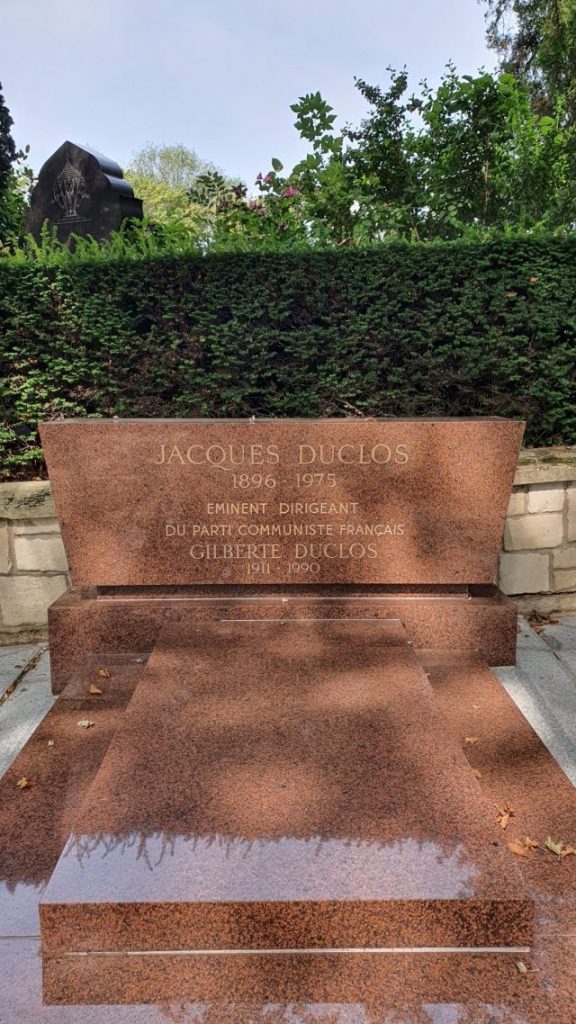 JACQUES DUCLOS
1896 - 1975
EMINENT DIRIGEANT
DU PARTI COMMUNISTE FRANÇAIS
GILBERTE DUCLOS
1911 - 1990